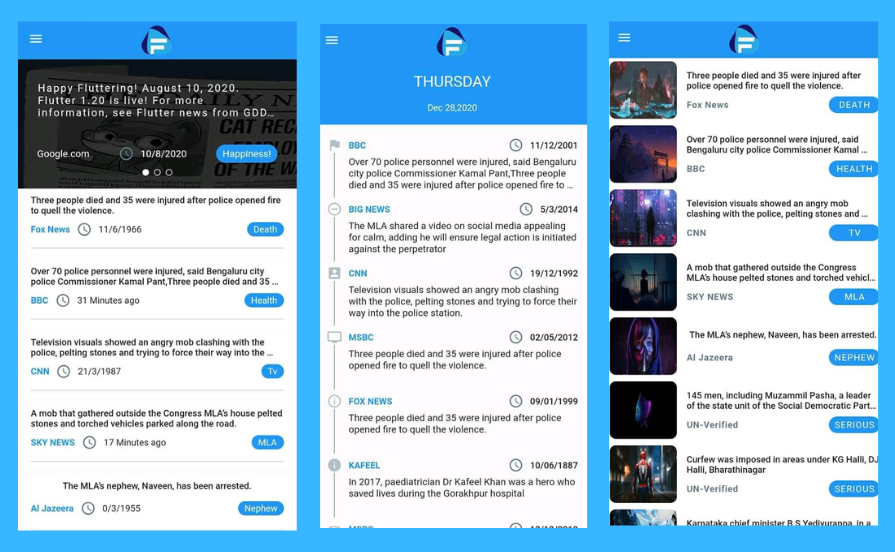 F
Happy Fluttering! August 10, 2020.
Flutter 1.20 is live! For more
information, see Flutter news from GDD...
Google.com 10/8/2020 Happiness!
Three people died and 35 were injured after police opened fire
to quell the violence.
Fox News 11/6/1966 Death
Over 70 police personnel were injured, said Bengaluru city
police Commissioner Kamal Pant,Three people died and 35 ...
BBC 31 Minutes ago Health
Television visuals showed an angry mob clashing with the
police, pelting stones and trying to force their way into the ...
CNN 21/3/1987 Tv
A mob that gathered outside the Congress MLA's house pelted
stones and torched vehicles parked along the road.
SKY NEWS 17 Minutes ago MLA
The MLA's nephew, Naveen, has been arrested.
Al Jazeera 0/3/1955 Nephew
F
THURSDAY
Dec 28,2020
BBC 11/12/2001
Over 70 police personnel were injured, said Bengaluru
city police Commissioner Kamal Pant,Three people
died and 35 were injured after police opened fire to ...
BIG NEWS 5/3/2014
The MLA shared a video on social media appealing
for calm, adding he will ensure legal action is initiated
against the perpetrator
CNN 19/12/1992
Television visuals showed an angry mob clashing
with the police, pelting stones and trying to force their
way into the police station.
MSBC 02/05/2012
Three people died and 35 were injured after police
opened fire to quell the violence.
FOX NEWS 09/01/1999
Three people died and 35 were injured after police
opened fire to quell the violence.
KAFEEL 10/06/1887
In 2017, paediatrician Dr Kafeel Khan was a hero who
saved lives during the Gorakhpur hospital
F
Three people died and 35 were injured after
police opened fire to quell the violence.
Fox News DEATH
Over 70 police personnel were injured, said
Bengaluru city police Commissioner Kamal ...
BBC HEALTH
Television visuals showed an angry mob
clashing with the police, pelting stones and ...
CNN TV
A mob that gathered outside the Congress
MLA's house pelted stones and torched vehicl...
SKY NEWS MLA
The MLA's nephew, Naveen, has been arrested.
Al Jazeera NEPHEW
145 men, including Muzammil Pasha, a leader
of the state unit of the Social Democratic Part...
UN-Verified SERIOUS
Curfew was imposed in areas under KG Halli, DJ
Halli, Bharathinagar
UN-Verified SERIOUS
Karnataka chief minister B S Yediyurappa, in a